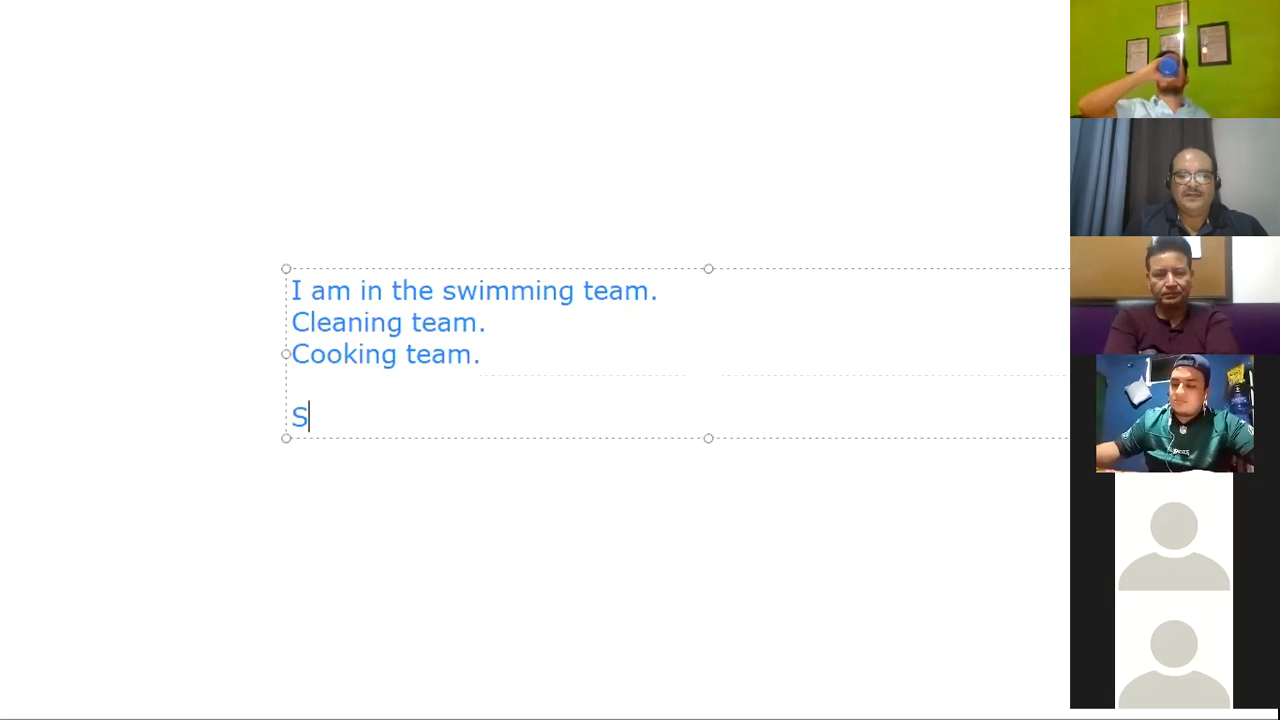 I am in the swimming team.
Cleaning team.
Cooking team.
S